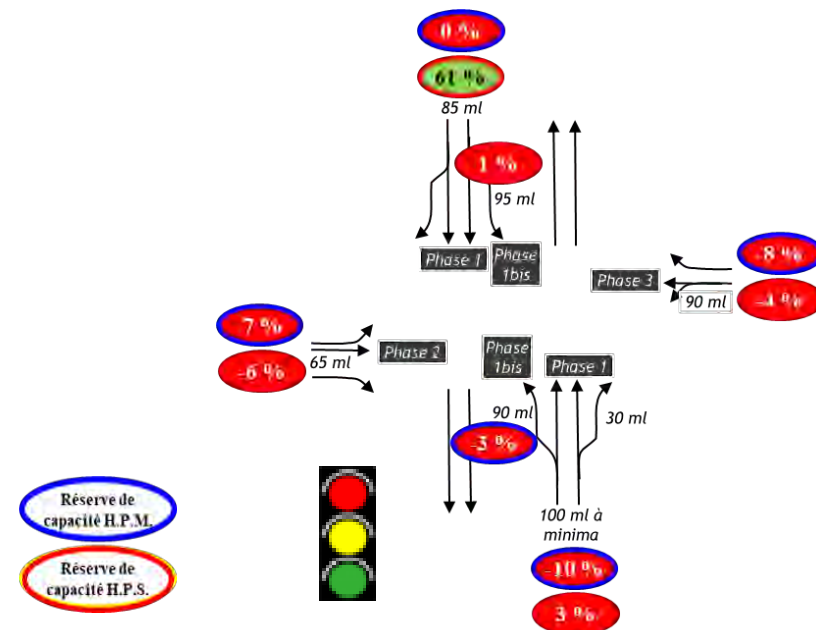 0 %
61 %
85 ml
1 %
95 ml
Phase 1
Phase
1bis
Phase 3
-8 %
-4 %
90 ml
7 %
-6 %
65 ml
Phase 2
Phase
1bis
Phase 1
90 ml
30 ml
-3 %
100 ml à
minima
-10 %
3 %
Réserve de
capacité H.P.M.
Réserve de
capacité H.P.S.